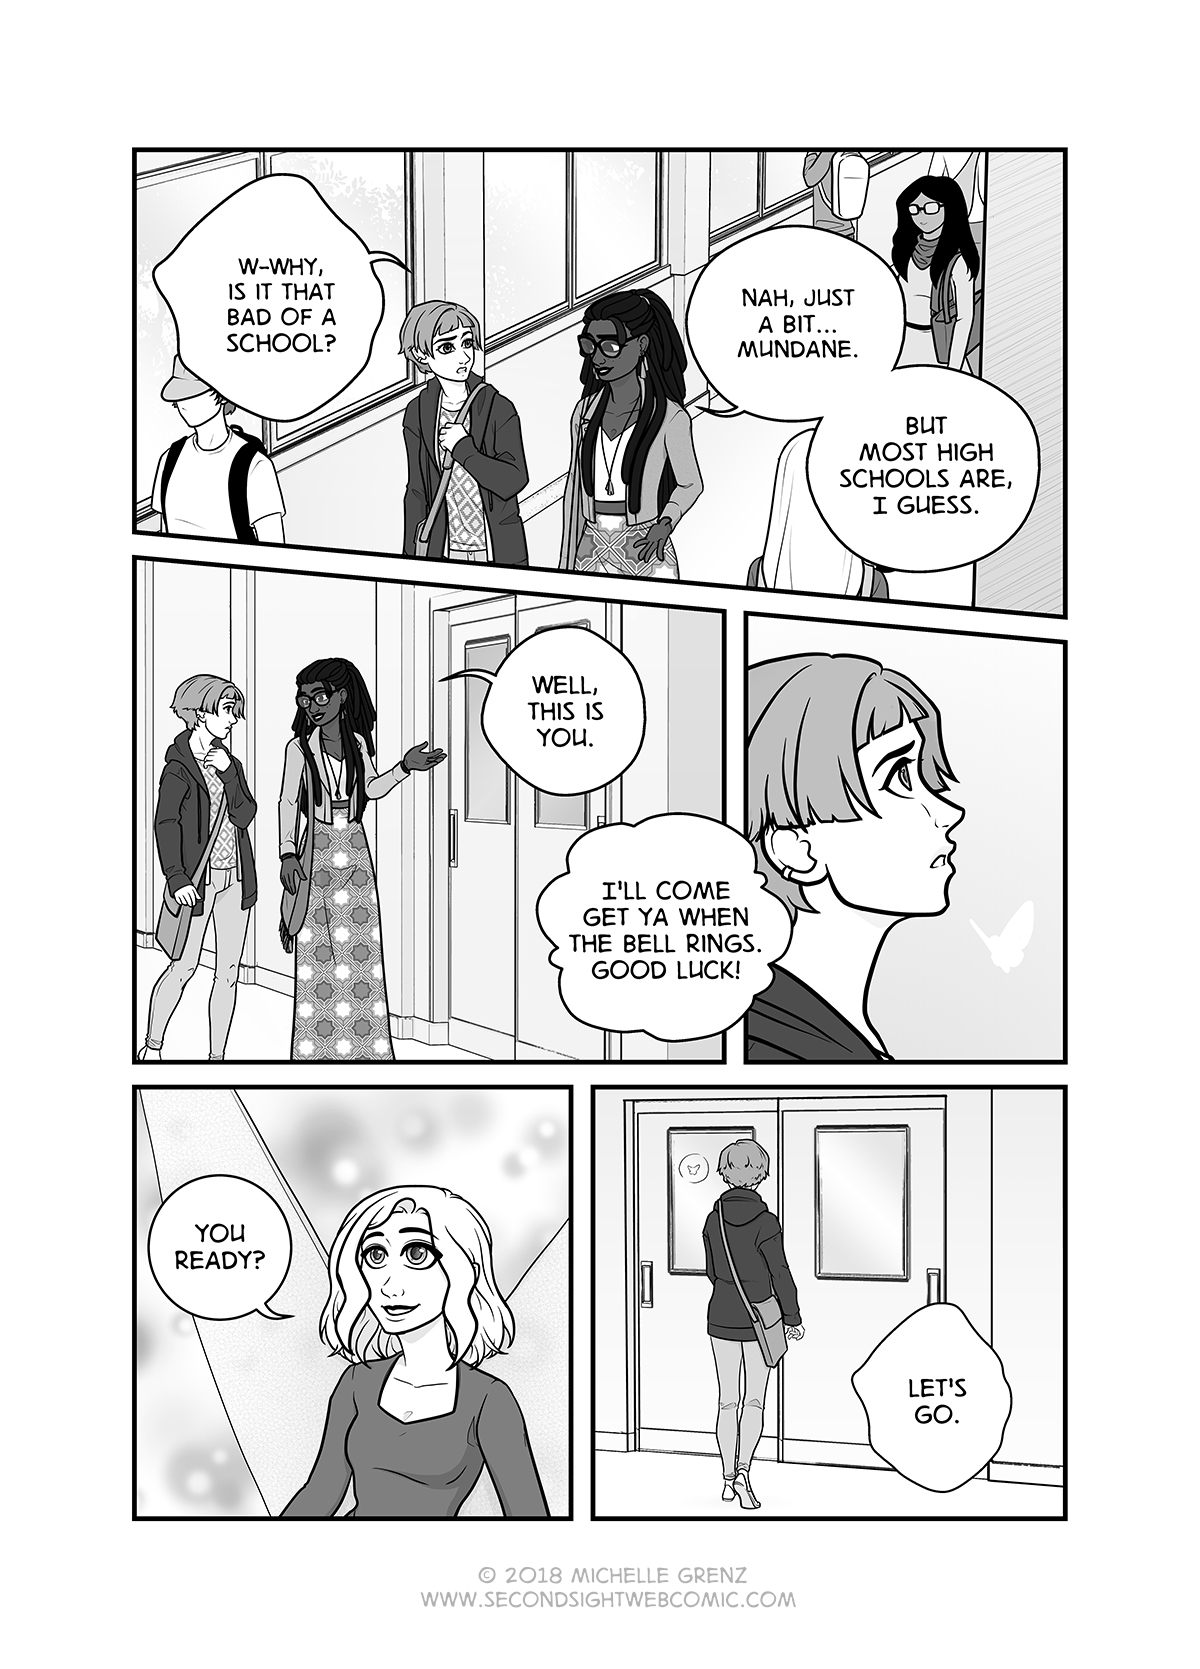 W-WHY,
IS IT THAT
BAD OF A
SCHOOL?
NAH, JUST
A BIT...
MUNDANE.
BUT
MOST HIGH
SCHOOLS ARE,
I GUESS.
WELL,
THIS IS
YOU.
I'LL COME
GET YA WHEN
THE BELL RINGS.
GOOD LUCK!
YOU
READY?
LET'S
GO.
© 2018 MICHELLE GRENZ
WWW.SECONDSIGHTWEBCOMIC.COM